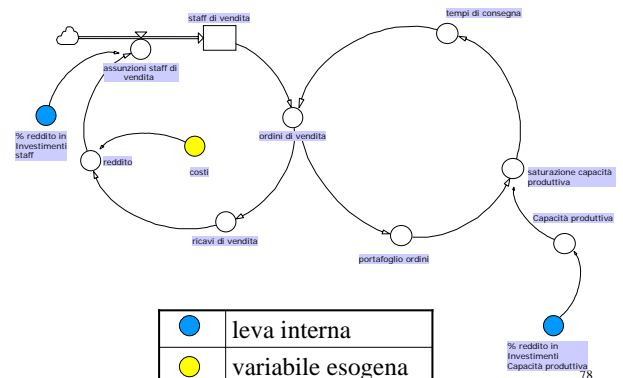 staff di vendita
tempi di consegna
assunzioni staff di
vendita
% reddito in
Investimenti
staff
reddito
costi
ordini di vendita
saturazione capacità
produttiva
Capacità produttiva
ricavi di vendita
portafoglio ordini
leva interna
variabile esogena
% reddito in
Investimenti
Capacità produttiva
78